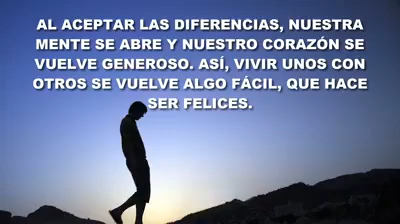 AL ACEPTAR LAS DIFERENCIAS, NUESTRA
MENTE SE ABRE Y NUESTRO CORAZÓN SE
VUELVE GENEROSO. ASÍ, VIVIR UNOS CON
OTROS SE VUELVE ALGO FÁCIL, QUE HACE
SER FELICES.